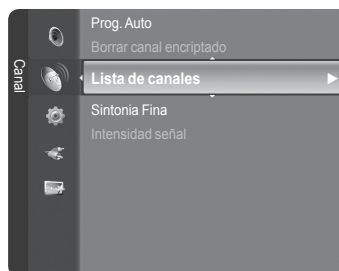 Canal
Prog. Auto
Borrar canal encriptado
Lista de canales
Sintonia Fina
Intensidad señal